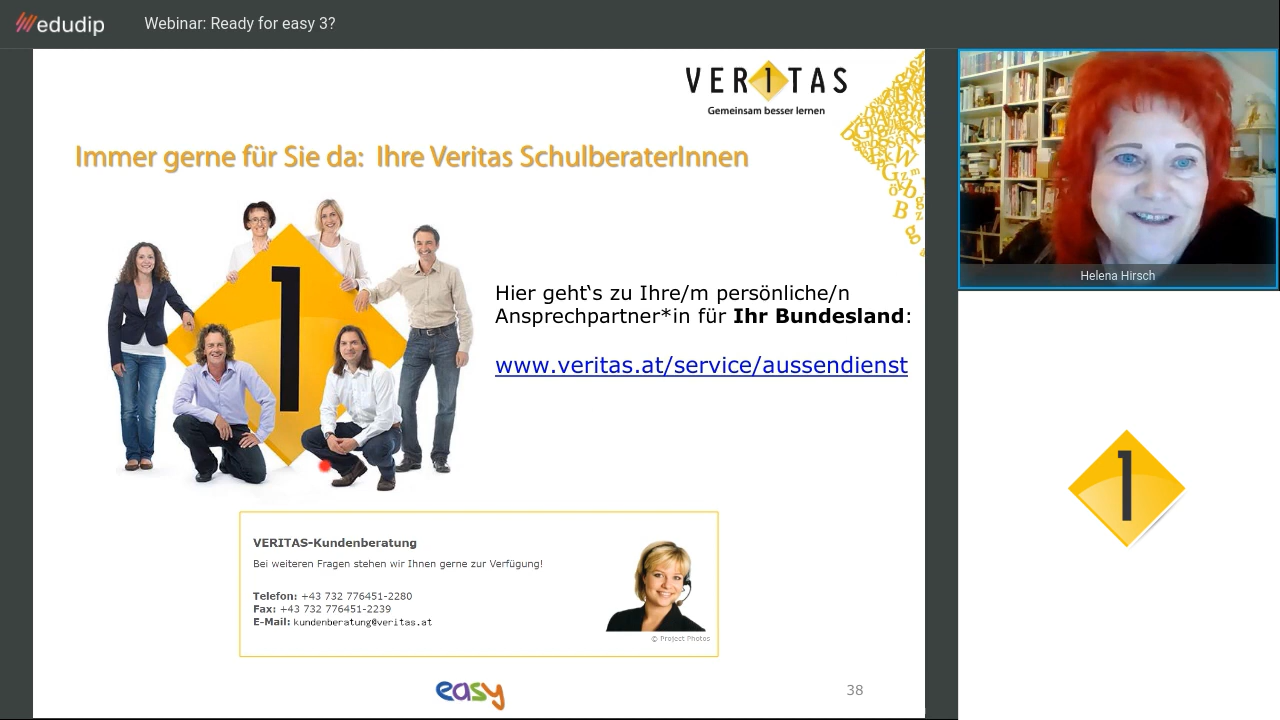 edudip
Webinar: Ready for easy 3?
VER1TAS
Gemeinsam besser lernen
Immer gerne für Sie da: Ihre Veritas SchulberaterInnen
Helena Hirsch
1
Hier geht's zu Ihre/m persönliche/n
Ansprechpartner*in für Ihr Bundesland:
www.veritas.at/service/aussendienst
1
VERITAS-Kundenberatung
Bei weiteren Fragen stehen wir Ihnen gerne zur Verfügung!
Telefon: +43 732 776451-2280
Fax: +43 732 776451-2239
E-Mail: kundenberatung@veritas.at
© Project Photos
easy
38